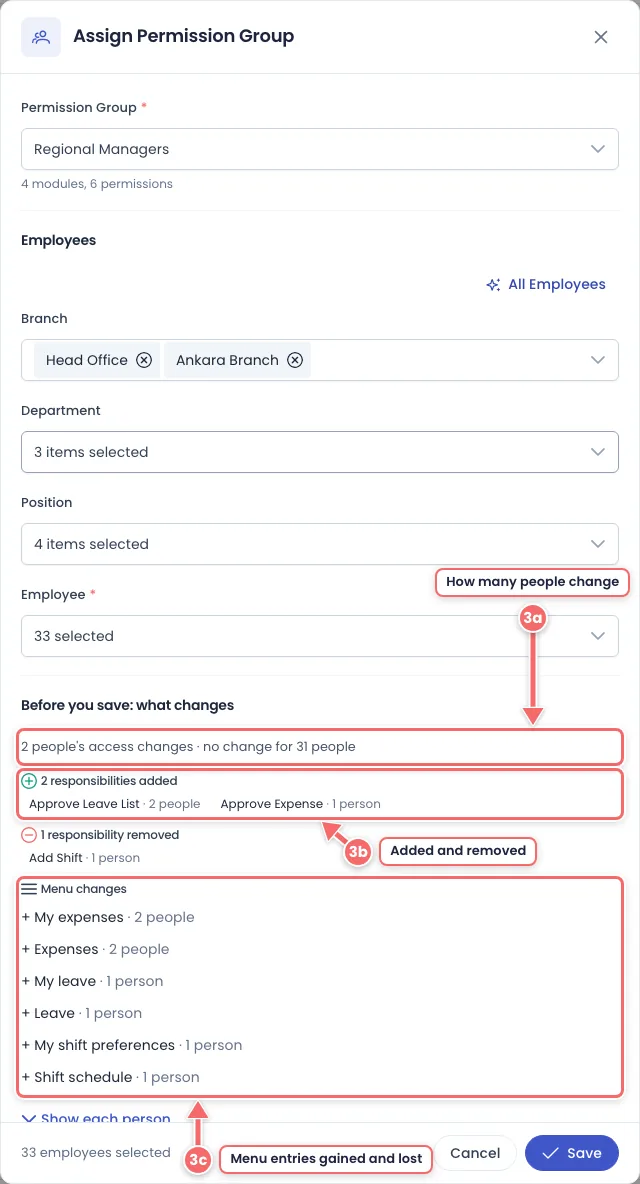 Assign Permission Group
Permission Group *
Regional Managers
4 modules, 6 permissions
Employees
All Employees
Branch
Head Office Ankara Branch
Department
3 items selected
Position
4 items selected
How many people change
Employee *
3a
33 selected
Before you save: what changes
2 people's access changes · no change for 31 people
2 responsibilities added
Approve Leave List · 2 people Approve Expense · 1 person
1 responsibility removed
3b Added and removed
Add Shift · 1 person
Menu changes
+ My expenses · 2 people
+ Expenses · 2 people
+ My leave · 1 person
+ Leave · 1 person
+ My shift preferences · 1 person
+ Shift schedule · 1 person
Show each person
33 employees selected
3c Menu entries gained and lost
Cancel Save